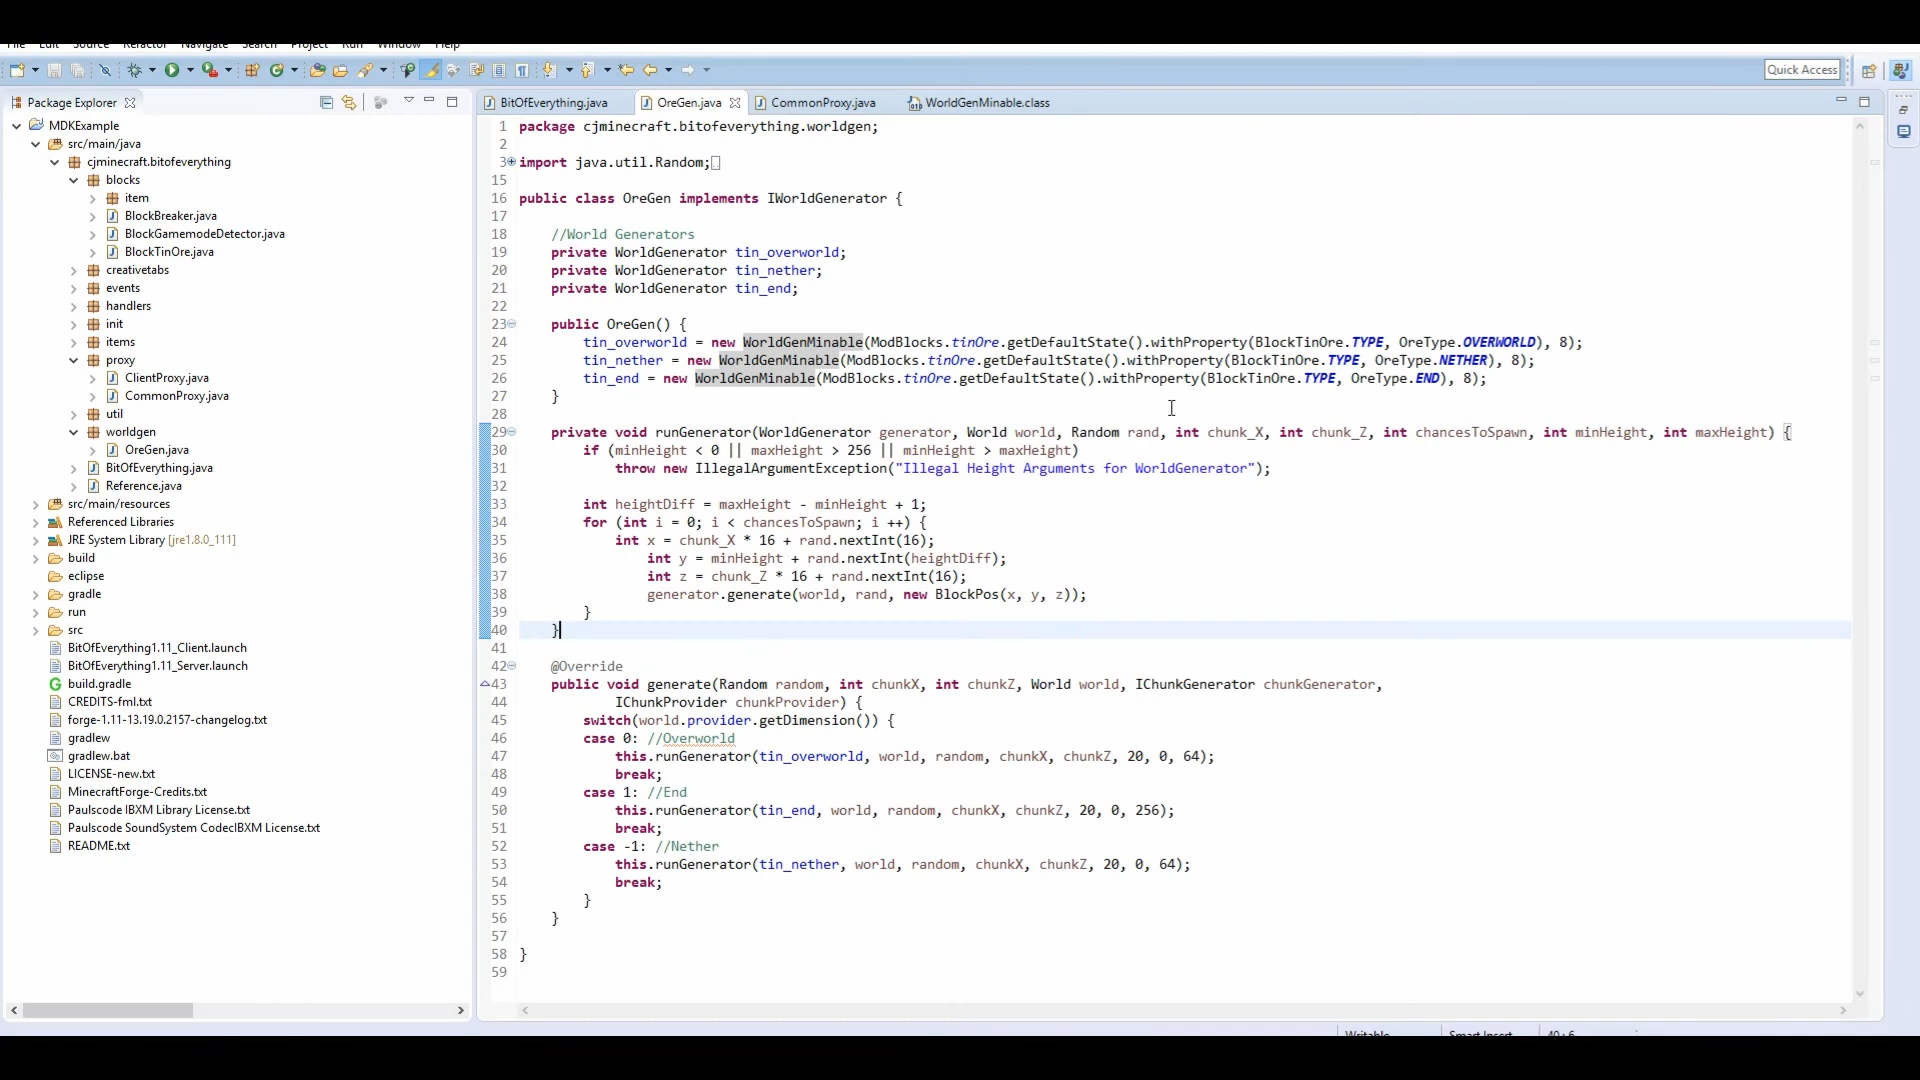 File Edit Source Refactor Navigate Search Project Run Window Help
Quick Access
Package Explorer
MDKExample
src/main/java
cjminecraft.bitofeverything
blocks
item
BlockBreaker.java
BlockGamemodeDetector.java
BlockTinOre.java
creativetabs
events
handlers
init
items
proxy
ClientProxy.java
CommonProxy.java
util
worldgen
OreGen.java
BitOfEverything.java
Reference.java
src/main/resources
Referenced Libraries
JRE System Library [jre1.8.0_111]
build
eclipse
gradle
run
src
BitOfEverything1.11_Client.launch
BitOfEverything1.11_Server.launch
build.gradle
CREDITS-fml.txt
forge-1.11-13.19.0.2157-changelog.txt
gradlew
gradlew.bat
LICENSE-new.txt
MinecraftForge-Credits.txt
Paulscode IBXM Library License.txt
Paulscode SoundSystem CodecIBXM License.txt
README.txt
BitOfEverything.java OreGen.java CommonProxy.java WorldGenMinable.class
1 package cjminecraft.bitofeverything.worldgen;
2
3 import java.util.Random;
15
16 public class OreGen implements IWorldGenerator {
17
18 //World Generators
19 private WorldGenerator tin_overworld;
20 private WorldGenerator tin_nether;
21 private WorldGenerator tin_end;
22
23 public OreGen() {
24 tin_overworld = new WorldGenMinable(ModBlocks.tinOre.getDefaultState().withProperty(BlockTinOre.TYPE, OreType.OVERWORLD), 8);
25 tin_nether = new WorldGenMinable(ModBlocks.tinOre.getDefaultState().withProperty(BlockTinOre.TYPE, OreType.NETHER), 8);
26 tin_end = new WorldGenMinable(ModBlocks.tinOre.getDefaultState().withProperty(BlockTinOre.TYPE, OreType.END), 8);
27 }
28
29 private void runGenerator(WorldGenerator generator, World world, Random rand, int chunk_X, int chunk_Z, int chancesToSpawn, int minHeight, int maxHeight) {
30 if (minHeight < 0 || maxHeight > 256 || minHeight > maxHeight)
31 throw new IllegalArgumentException("Illegal Height Arguments for WorldGenerator");
32
33 int heightDiff = maxHeight - minHeight + 1;
34 for (int i = 0; i < chancesToSpawn; i ++) {
35 int x = chunk_X * 16 + rand.nextInt(16);
36 int y = minHeight + rand.nextInt(heightDiff);
37 int z = chunk_Z * 16 + rand.nextInt(16);
38 generator.generate(world, rand, new BlockPos(x, y, z));
39 }
40 }
41
42 @Override
43 public void generate(Random random, int chunkX, int chunkZ, World world, IChunkGenerator chunkGenerator,
44 IChunkProvider chunkProvider) {
45 switch(world.provider.getDimension()) {
46 case 0: //Overworld
47 this.runGenerator(tin_overworld, world, random, chunkX, chunkZ, 20, 0, 64);
48 break;
49 case 1: //End
50 this.runGenerator(tin_end, world, random, chunkX, chunkZ, 20, 0, 256);
51 break;
52 case -1: //Nether
53 this.runGenerator(tin_nether, world, random, chunkX, chunkZ, 20, 0, 64);
54 break;
55 }
56 }
57
58 }
59
Writable Smart Insert 40 : 6